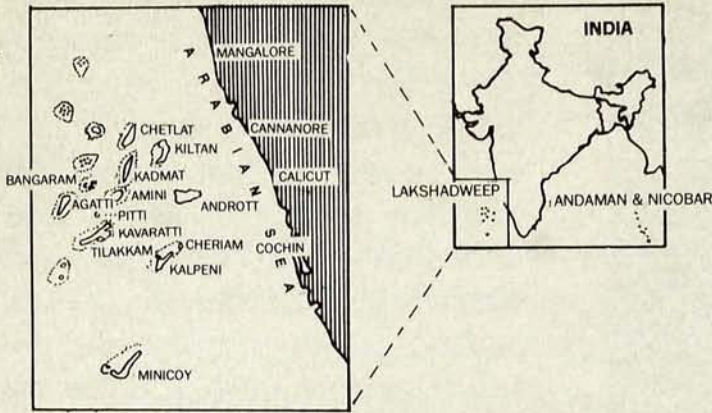 MANGALORE
ARABIAN SEA
CANNANORE
CHETLAT
KILTAN
CALICUT
BANGARAM
KADMAT
AGATTI
AMINI
ANDROTT
PITTI
KAVARATTI
TILAKKAM
CHERIAM
COCHIN
KALPENI
MINICOY
INDIA
LAKSHADWEEP
ANDAMAN & NICOBAR